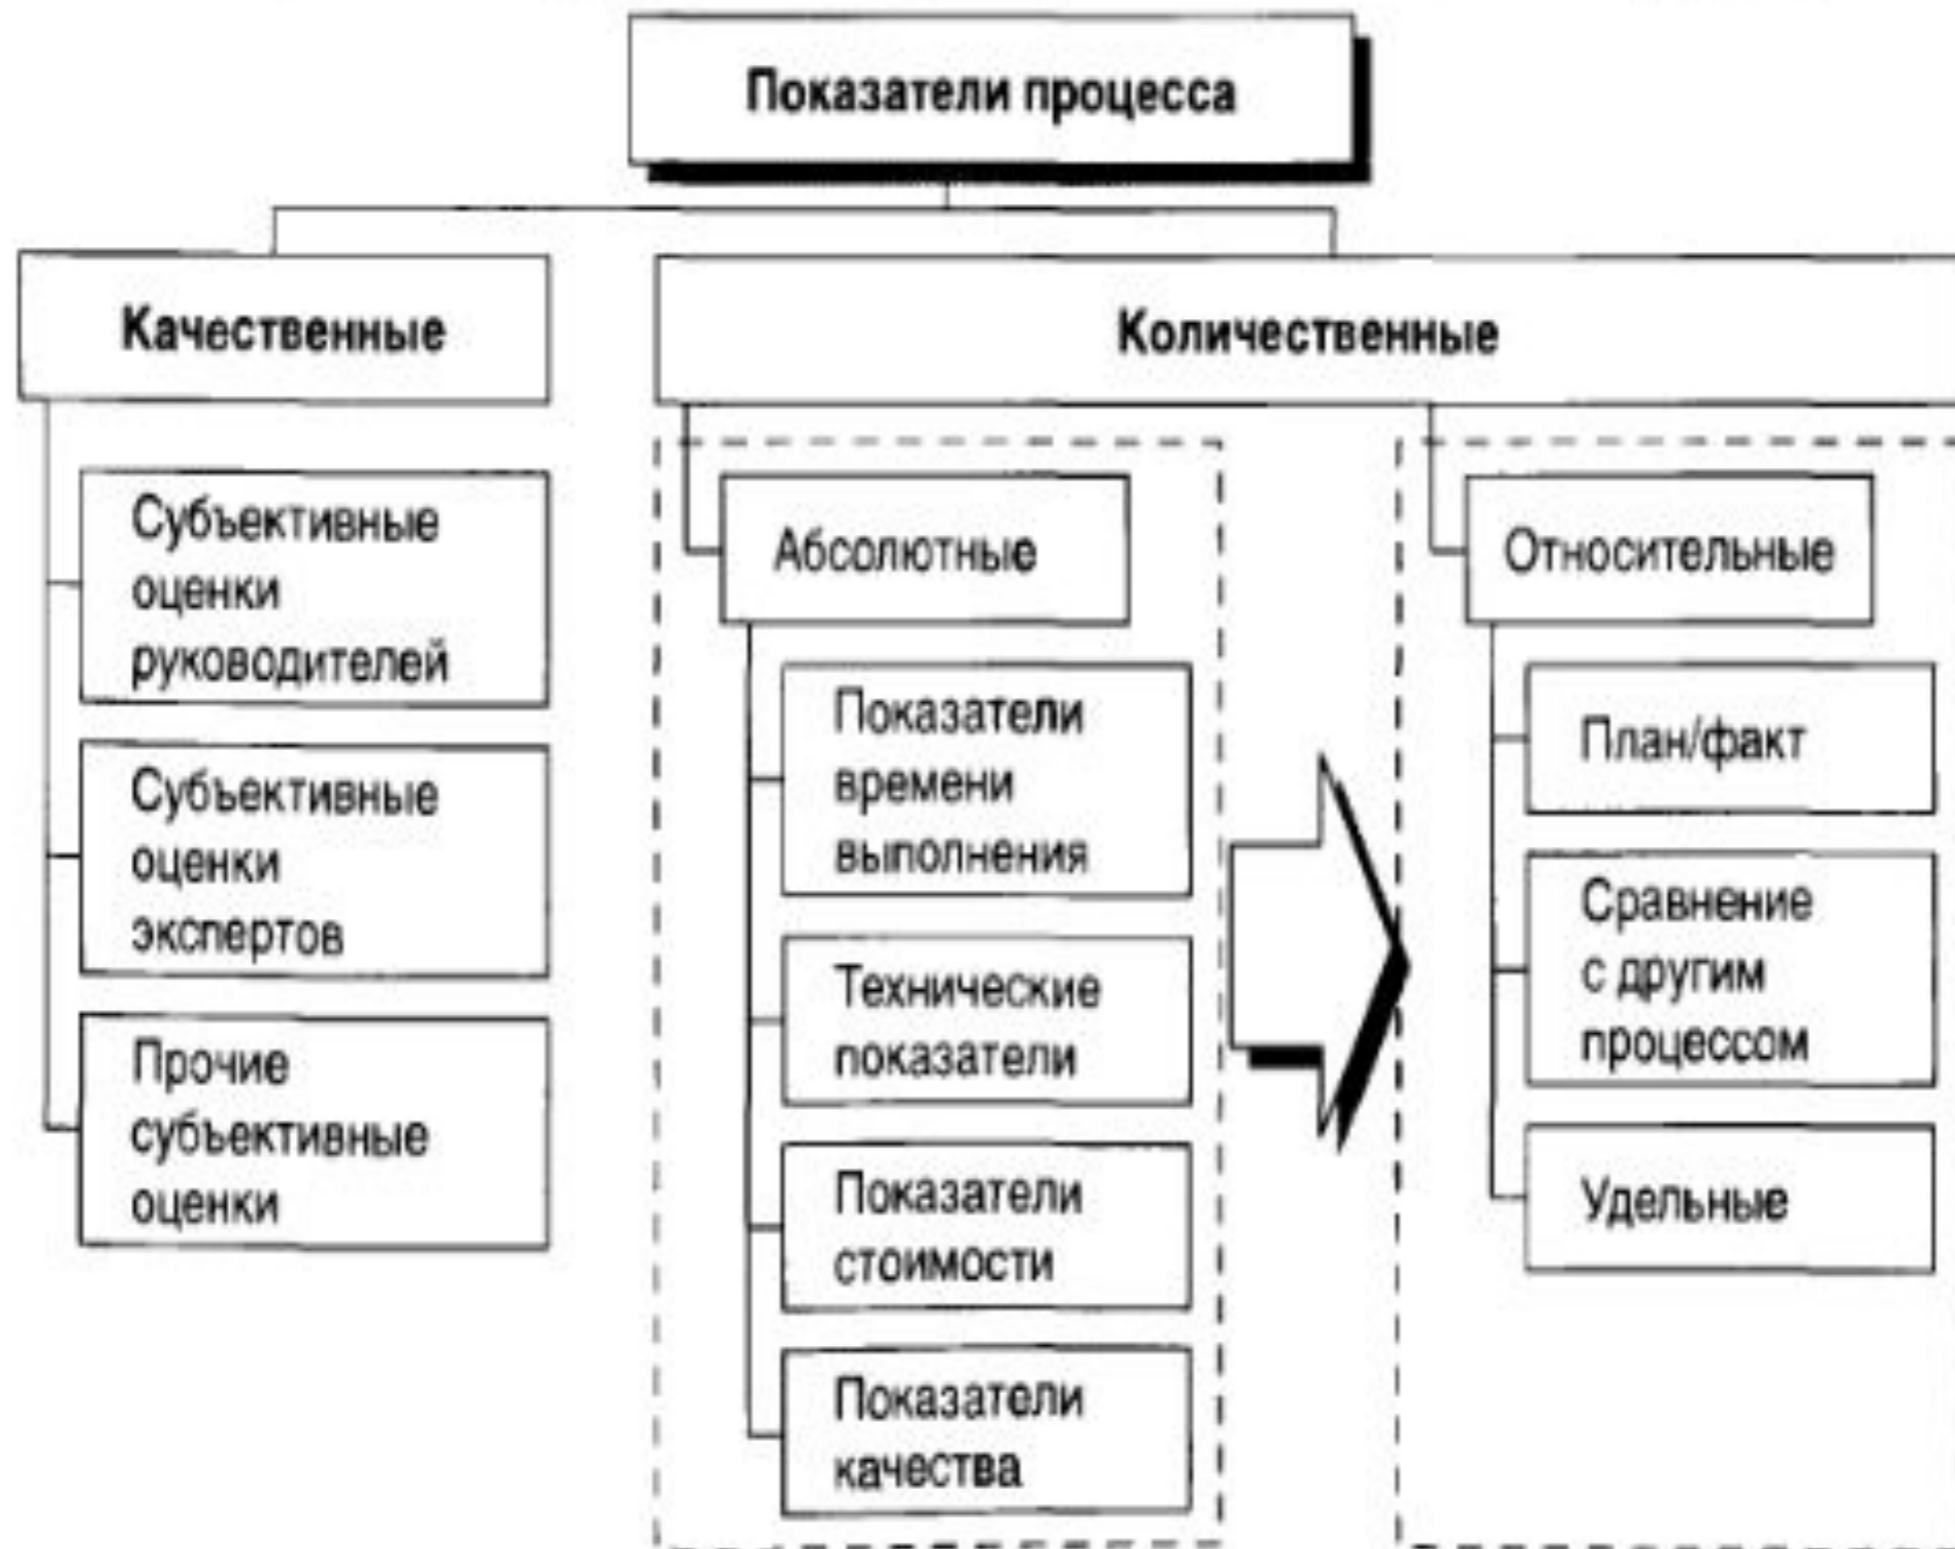 Показатели процесса
Качественные
Количественные
Субъективные
оценки
руководителей
Субъективные
оценки
экспертов
Прочие
субъективные
оценки
Абсолютные
Показатели
времени
выполнения
Технические
показатели
Показатели
стоимости
Показатели
качества
Относительные
План/факт
Сравнение
с другим
процессом
Удельные